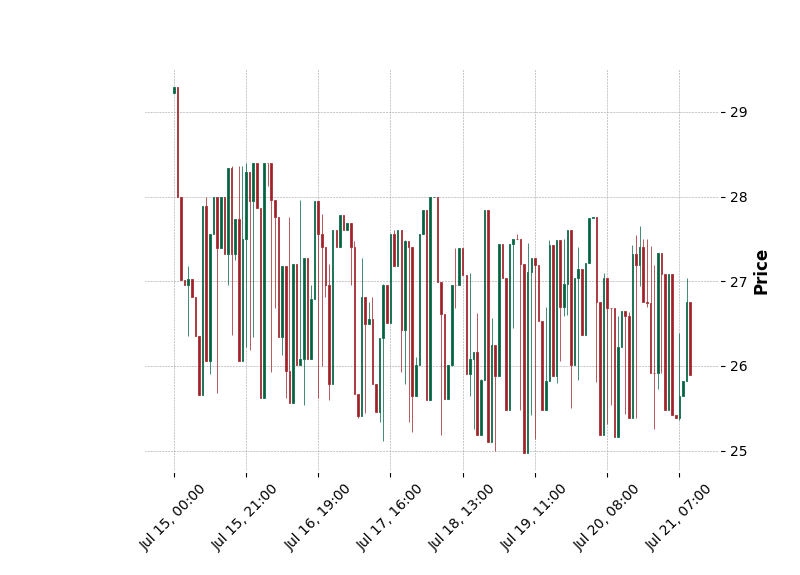 29
28
27
26
25
Price
Jul 15, 00:00
Jul 15, 21:00
Jul 16, 19:00
Jul 17, 16:00
Jul 18, 13:00
Jul 19, 11:00
Jul 20, 08:00
Jul 21, 07:00